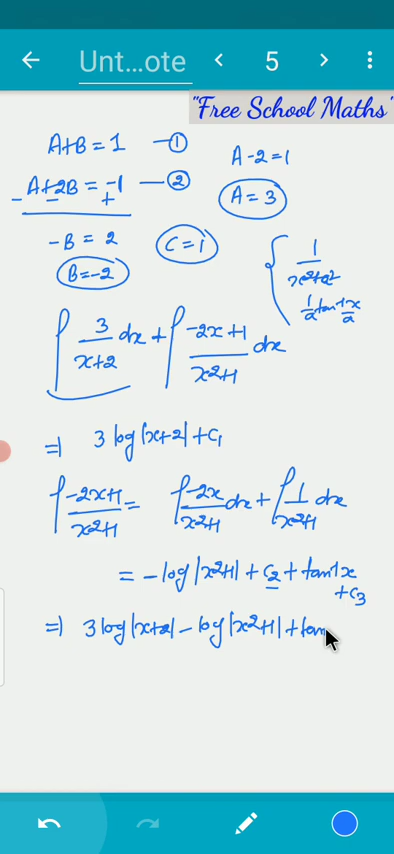 Unt...ote
5
"Free School Maths"
A+B = 1 —①
-A+2B = -1 —②
- - +
-B = 2
B=-2
C=1
A-2=1
A=3
∫ 1/x²+a²
1/a tan⁻¹x/a
∫ 3/x+2 dx + ∫ -2x+1/x²+1 dx
⇒ 3 log|x+2| + c₁
∫ -2x+1/x²+1 = ∫ -2x/x²+1 dx + ∫ 1/x²+1 dx
= -log|x²+1| + c₂ + tan⁻¹x
+c₃
⇒ 3log|x+2| - log|x²+1| + tan